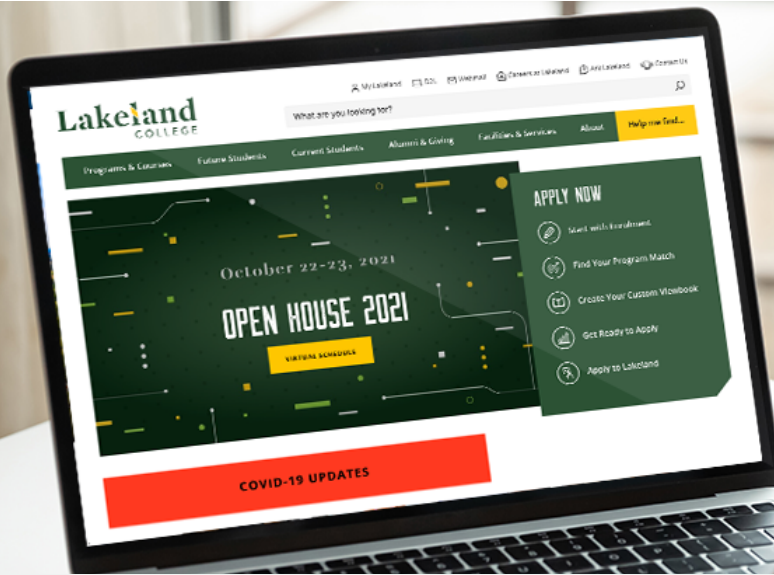 My Lakeland D2L Webmail Careers at Lakeland Ask Lakeland Contact Us
Lakeland
COLLEGE
What are you looking for?
Programs & Courses Future Students Current Students Alumni & Giving Facilities & Services About Help me find...
APPLY NOW
Start with Enrolment
Find Your Program Match
Create Your Custom Viewbook
Get Ready to Apply
Apply to Lakeland
October 22-23, 2021
OPEN HOUSE 2021
VIRTUAL SCHEDULE
COVID-19 UPDATES